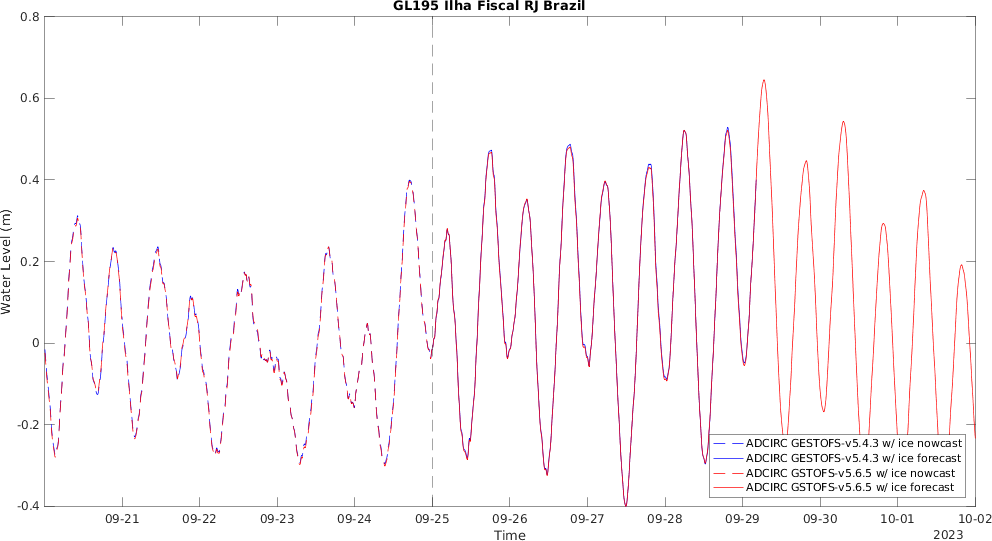 GL195 Ilha Fiscal RJ Brazil
0.8
0.6
0.4
0.2
0
-0.2
-0.4
Water Level (m)
ADCIRC GESTOFS-v5.4.3 w/ ice nowcast
ADCIRC GESTOFS-v5.4.3 w/ ice forecast
ADCIRC GSTOFS-v5.6.5 w/ ice nowcast
ADCIRC GSTOFS-v5.6.5 w/ ice forecast
09-21 09-22 09-23 09-24 09-25 09-26 09-27 09-28 09-29 09-30 10-01 10-02
Time
2023